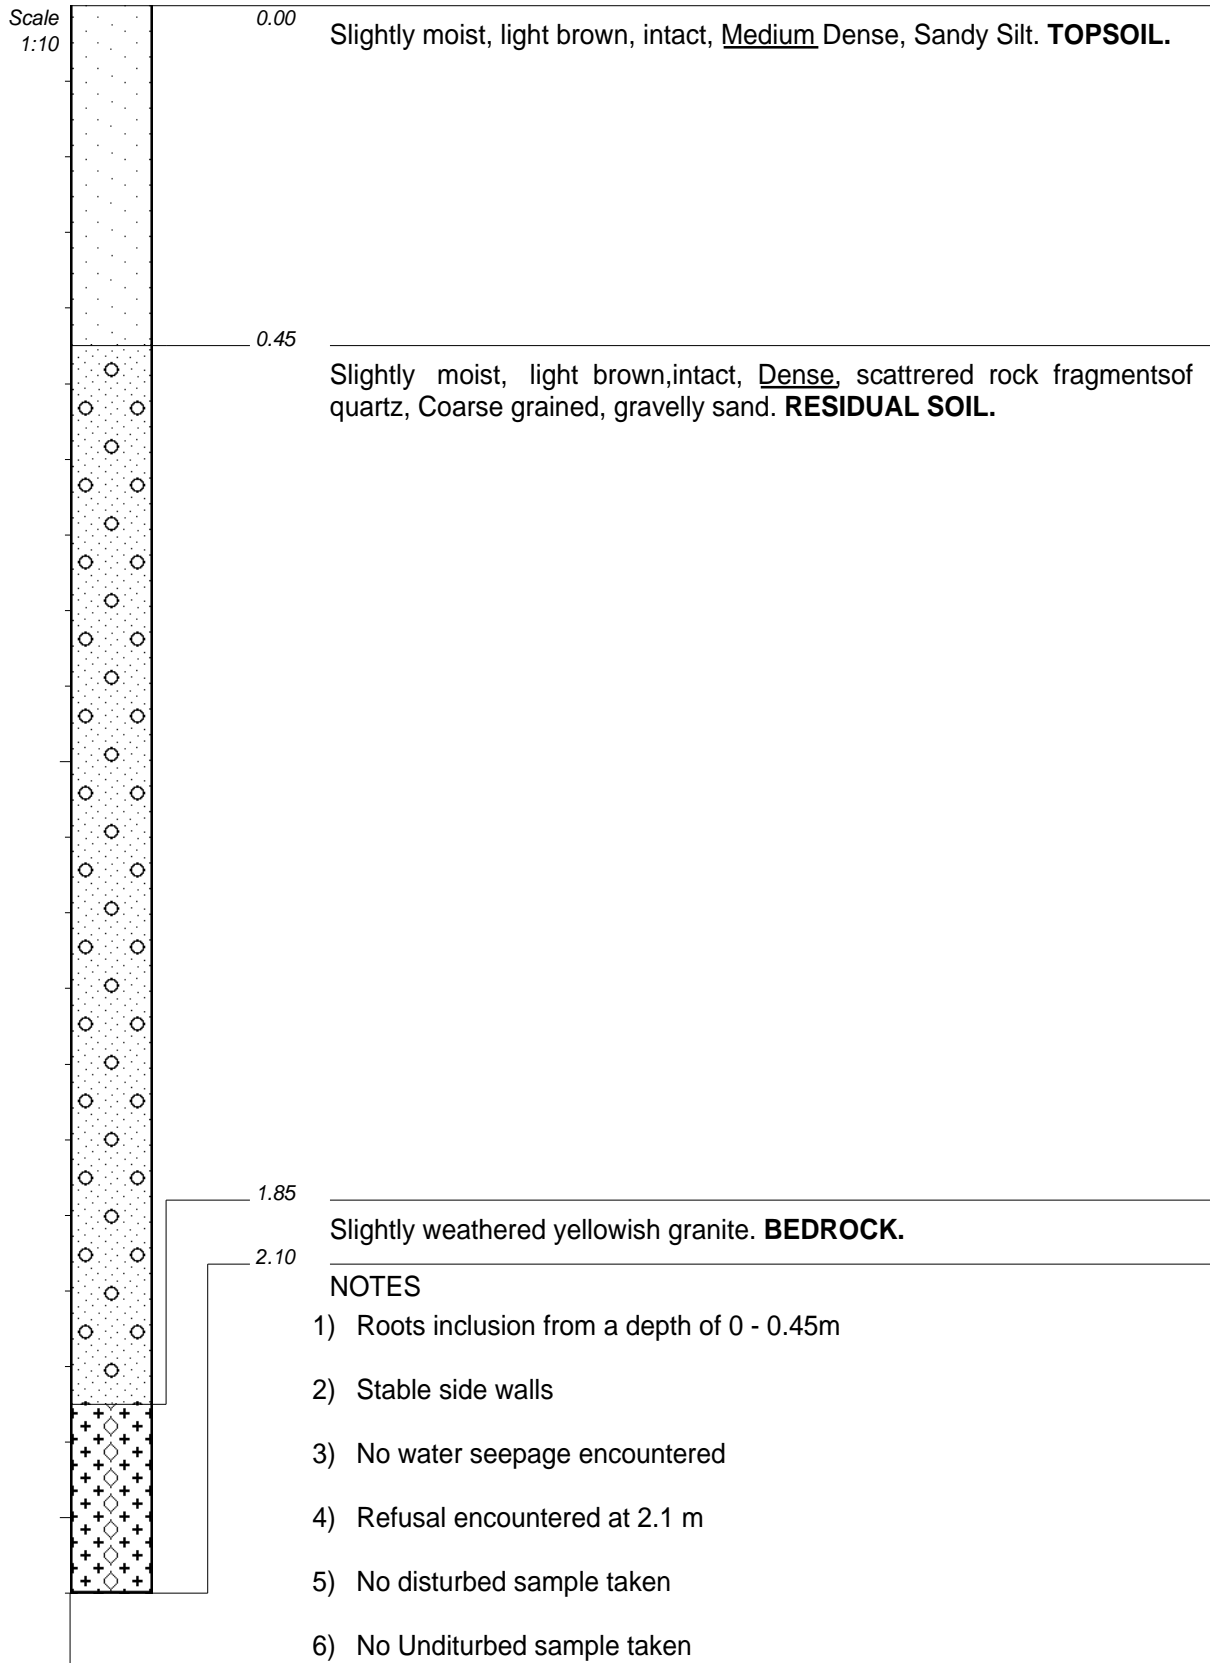 Scale
1:10
0.00
Slightly moist, light brown, intact, Medium Dense, Sandy Silt. TOPSOIL.
0.45
Slightly moist, light brown,intact, Dense, scattrered rock fragmentsof
quartz, Coarse grained, gravelly sand. RESIDUAL SOIL.
1.85
Slightly weathered yellowish granite. BEDROCK.
2.10
NOTES
1) Roots inclusion from a depth of 0 - 0.45m
2) Stable side walls
3) No water seepage encountered
4) Refusal encountered at 2.1 m
5) No disturbed sample taken
6) No Unditurbed sample taken